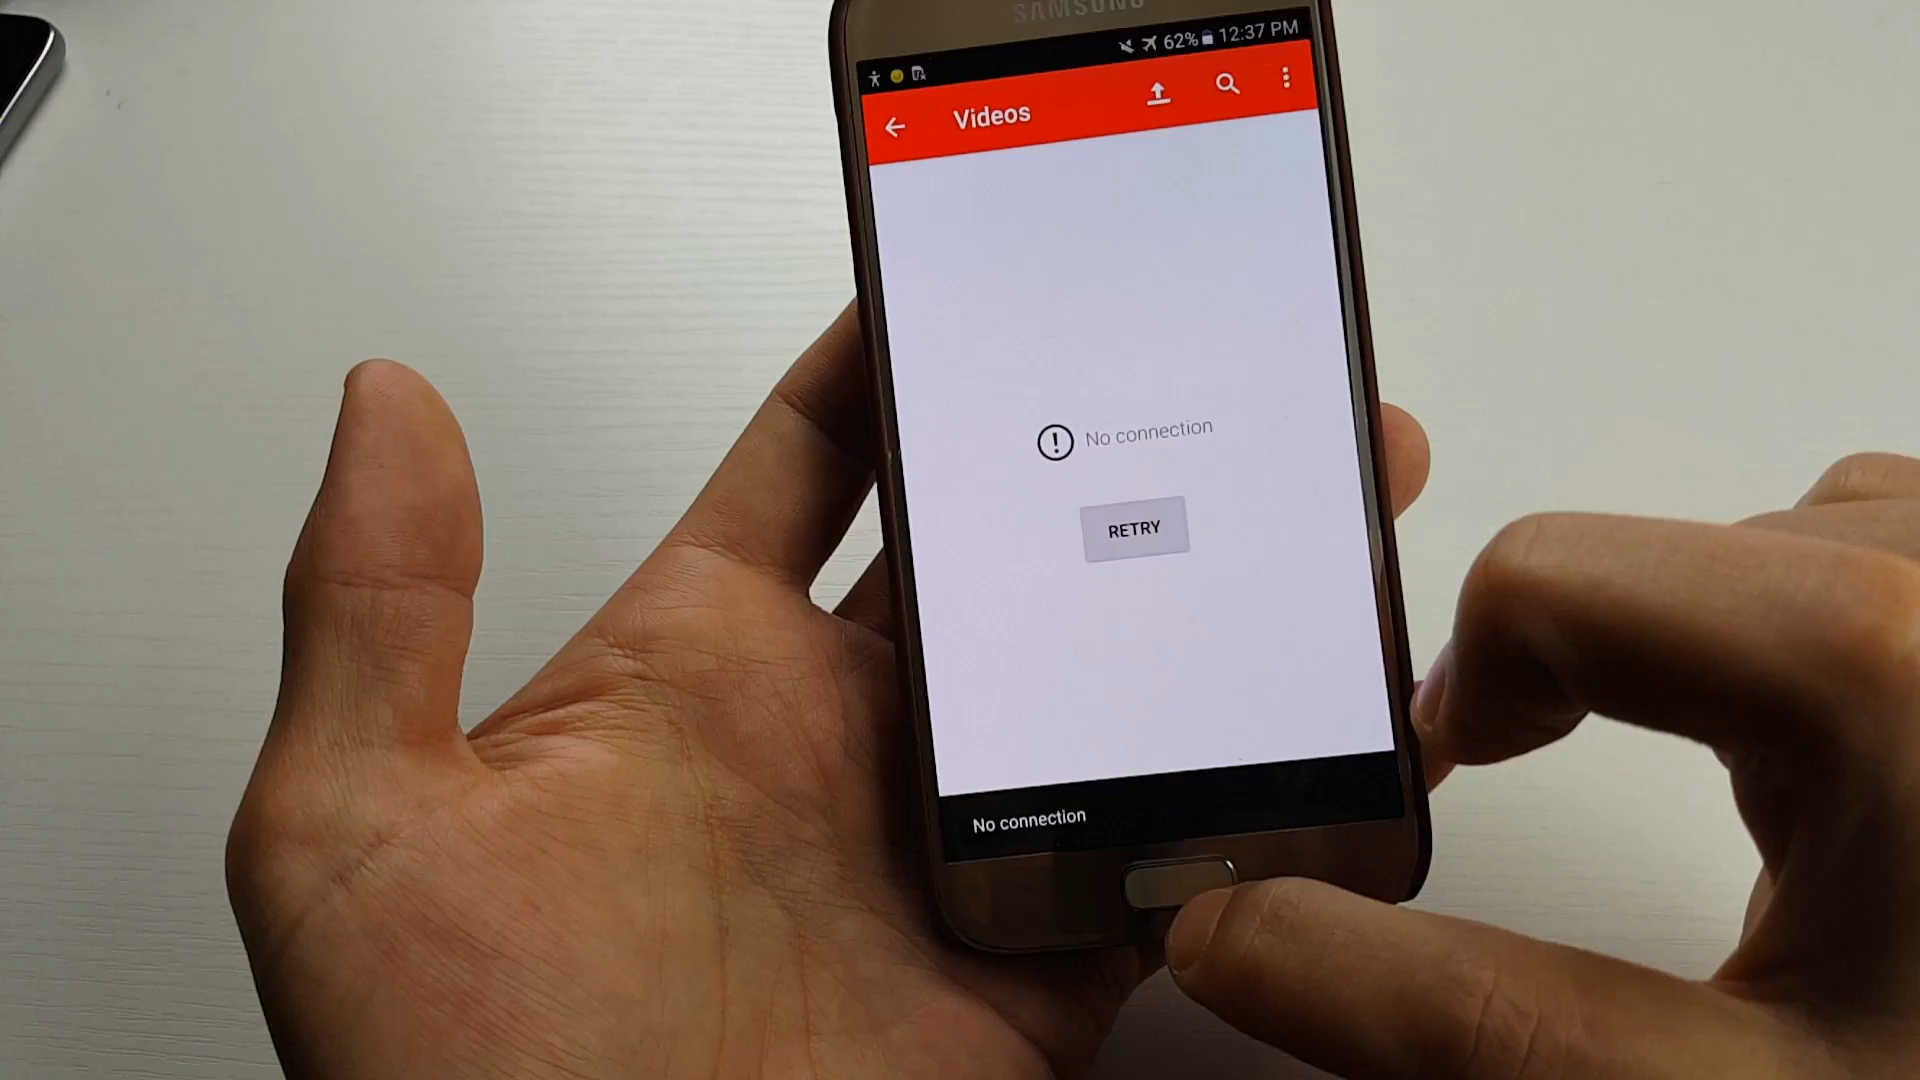 SAMSUNG
62% 12:37 PM
Videos
No connection
RETRY
No connection